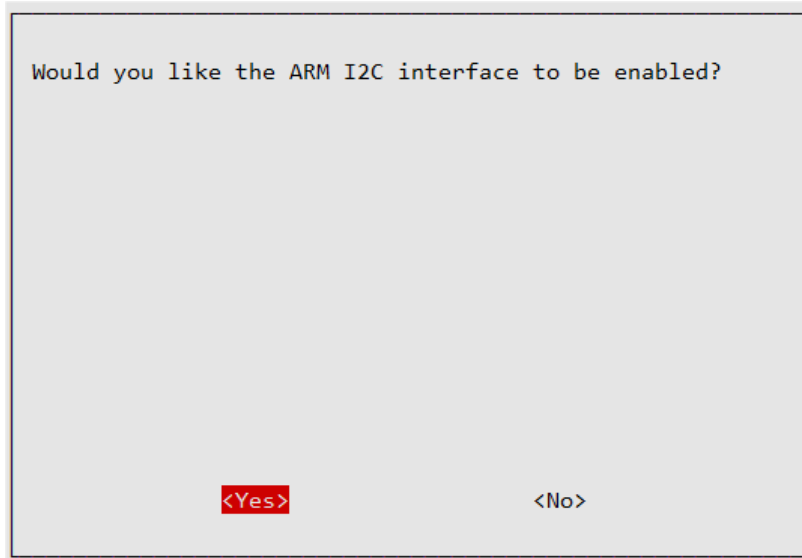 Would you like the ARM I2C interface to be enabled?
<Yes> <No>